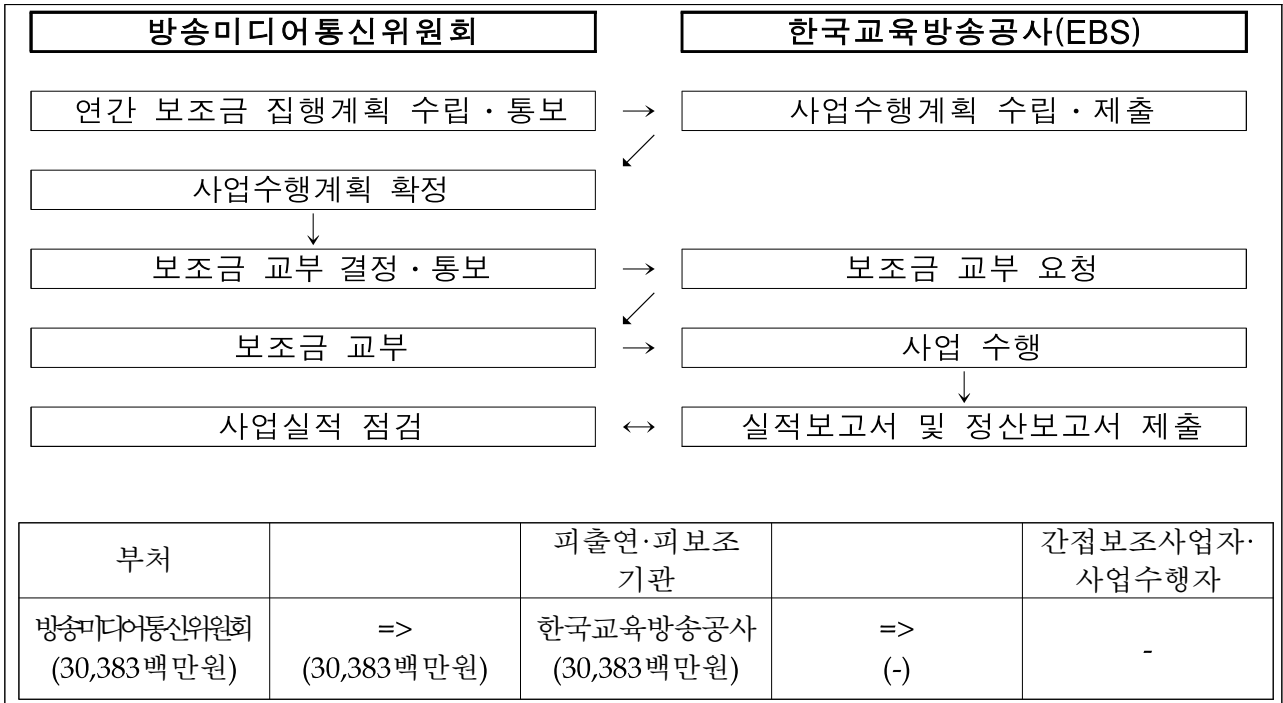 방송미디어통신위원회 한국교육방송공사(EBS)
연간 보조금 집행계획 수립·통보 → 사업수행계획 수립·제출
↙
사업수행계획 확정
↓
보조금 교부 결정·통보 → 보조금 교부 요청
↙
보조금 교부 → 사업 수행
↓
사업실적 점검 ↔ 실적보고서 및 정산보고서 제출
부처 피출연·피보조 기관 간접보조사업자· 사업수행자
방송미디어통신위원회 => 한국교육방송공사 => -
(30,383백만원) (30,383백만원) (30,383백만원) (-)